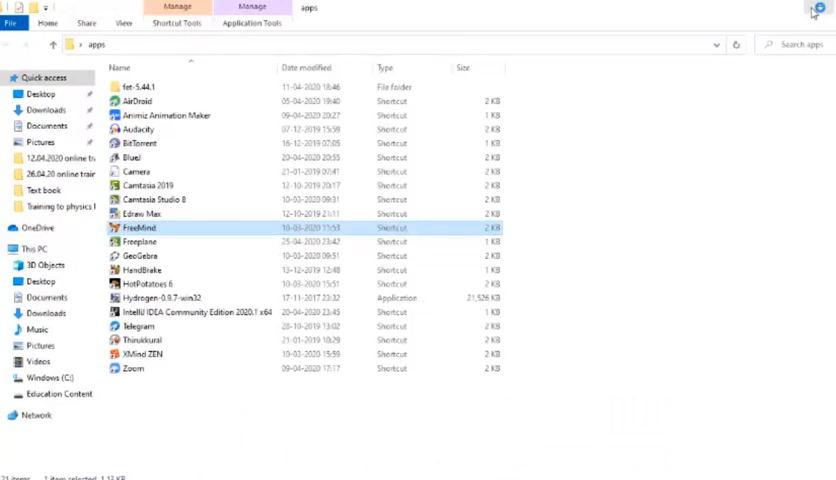 Manage Manage apps
File Home Share View Shortcut Tools Application Tools
apps Search apps
Name Date modified Type Size
Quick access
Desktop
Downloads
Documents
Pictures
12.04.20 online tr
26.04.20 online trair
Text book
Training to physics
OneDrive
This PC
3D Objects
Desktop
Documents
Downloads
Music
Pictures
Videos
Windows (C:)
Education Content
Network
fet-5.44.1 11-04-2020 18:46 File folder
AirDroid 05-04-2020 19:40 Shortcut 2 KB
Animiz Animation Maker 09-04-2020 20:27 Shortcut 1 KB
Audacity 07-12-2019 15:59 Shortcut 2 KB
BitTorrent 16-12-2019 07:05 Shortcut 1 KB
BlueJ 20-04-2020 20:55 Shortcut 2 KB
Camera 21-01-2019 07:41 Shortcut 2 KB
Camtasia 2019 12-10-2019 20:17 Shortcut 2 KB
Camtasia Studio 8 10-03-2020 09:31 Shortcut 2 KB
Edraw Max 12-10-2019 21:11 Shortcut 2 KB
FreeMind 10-03-2020 11:53 Shortcut 2 KB
Freeplane 25-04-2020 23:42 Shortcut 1 KB
GeoGebra 10-03-2020 09:51 Shortcut 2 KB
HandBrake 13-12-2019 12:48 Shortcut 2 KB
HotPotatoes 6 10-03-2020 15:51 Shortcut 2 KB
Hydrogen-0.9.7-win32 17-11-2017 23:32 Application 21,526 KB
IntelliJ IDEA Community Edition 2020.1 x64 20-04-2020 23:45 Shortcut 1 KB
Telegram 28-10-2019 13:02 Shortcut 2 KB
Thirukkural 21-01-2019 10:29 Shortcut 2 KB
XMind ZEN 10-03-2020 15:59 Shortcut 2 KB
Zoom 09-04-2020 17:17 Shortcut 2 KB
21 items 1 item selected 1.13 KB